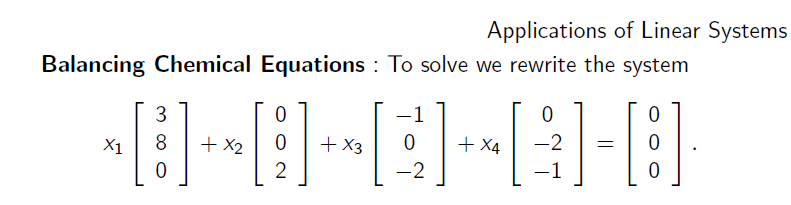 Applications of Linear Systems
Balancing Chemical Equations : To solve we rewrite the system
x₁ [ 3 8 0 ] + x₂ [ 0 0 2 ] + x₃ [ −1 0 −2 ] + x₄ [ 0 −2 −1 ] = [ 0 0 0 ] .